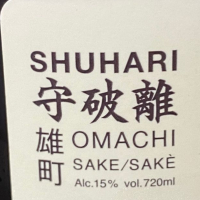 SHUHARI
守破離
雄町
OMACHI
SAKE/SAKÈ
Alc.15% vol.720ml